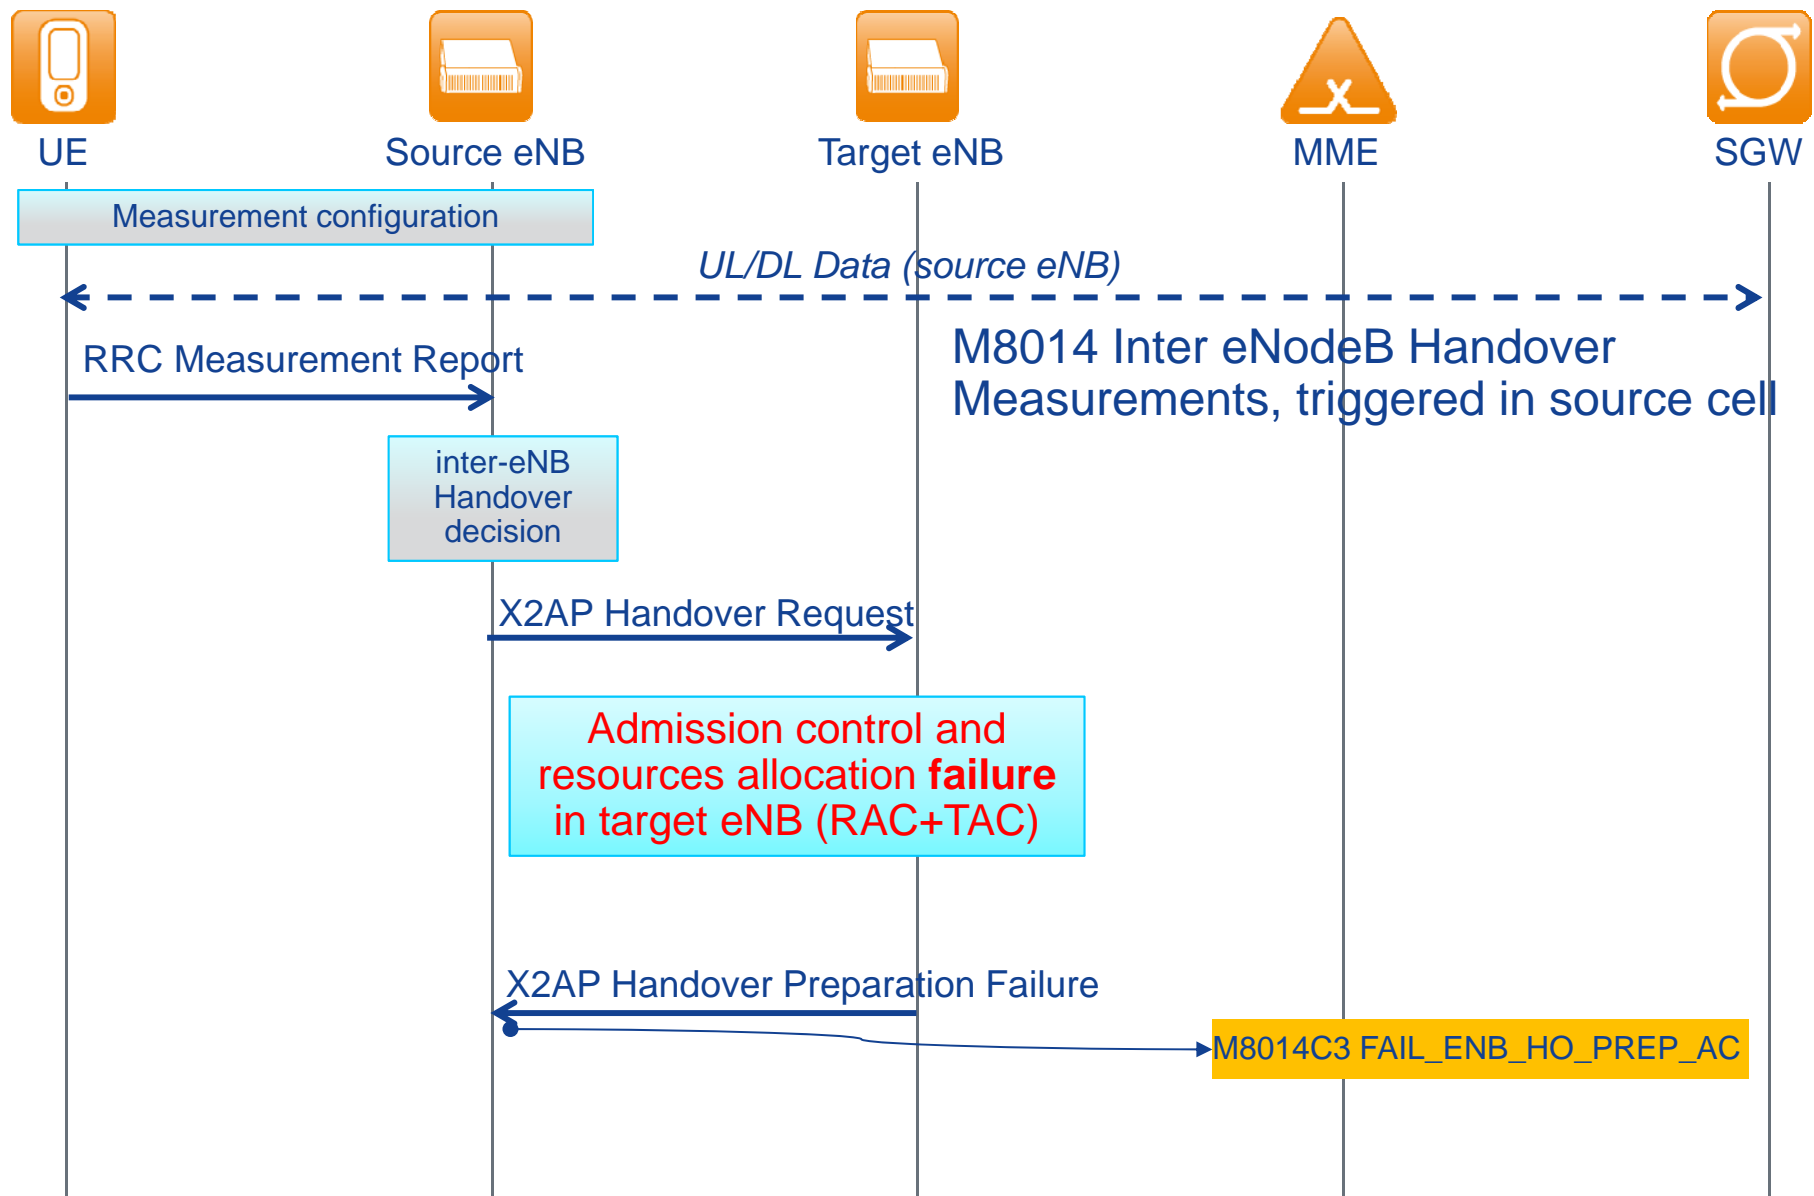 UE
Source eNB
Target eNB
MME
SGW
Measurement configuration
UL/DL Data (source eNB)
RRC Measurement Report
M8014 Inter eNodeB Handover
Measurements, triggered in source cell
inter-eNB
Handover
decision
X2AP Handover Request
Admission control and
resources allocation failure
in target eNB (RAC+TAC)
X2AP Handover Preparation Failure
M8014C3 FAIL_ENB_HO_PREP_AC